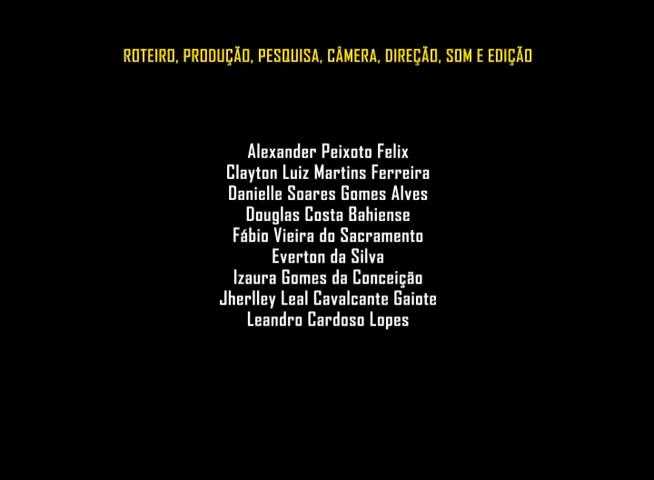 ROTEIRO, PRODUÇÃO, PESQUISA, CÂMERA, DIREÇÃO, SOM E EDIÇÃO
Alexander Peixoto Felix
Clayton Luiz Martins Ferreira
Danielle Soares Gomes Alves
Douglas Costa Bahiense
Fábio Vieira do Sacramento
Everton da Silva
Izaura Gomes da Conceição
Jherlley Leal Cavalcante Gaiote
Leandro Cardoso Lopes